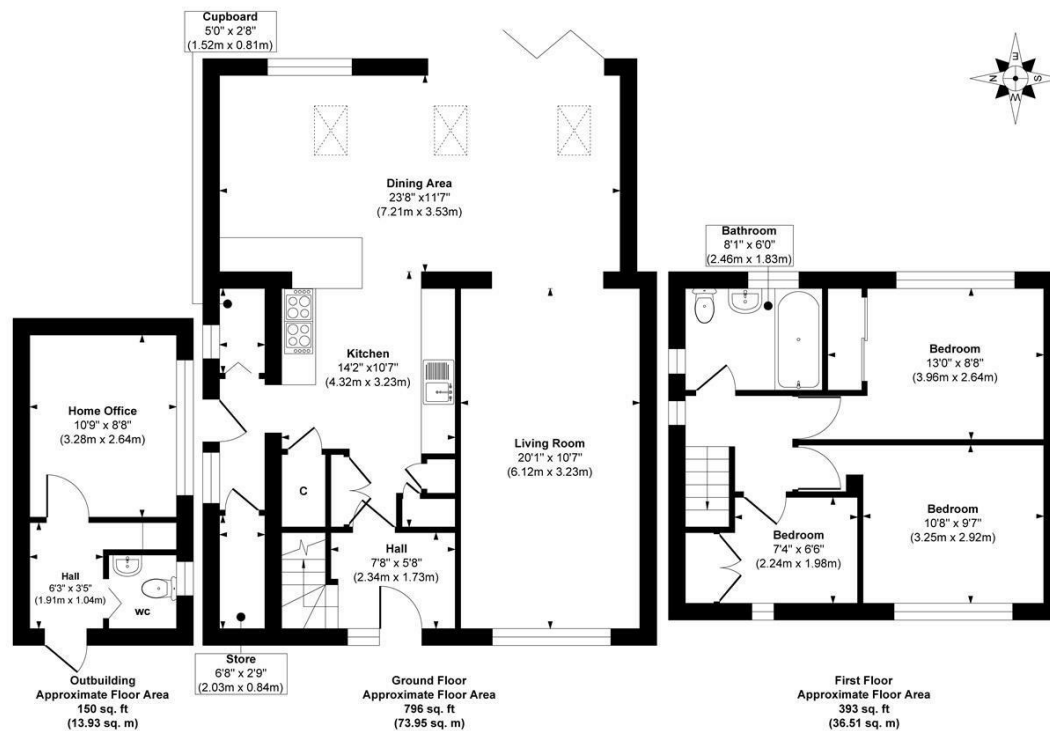 Cupboard
5'0" x 2'8"
(1.52m x 0.81m)
E
N
S
W
Dining Area
23'8" x11'7"
(7.21m x 3.53m)
Bathroom
8'1" x 6'0"
(2.46m x 1.83m)
Kitchen
14'2" x10'7"
(4.32m x 3.23m)
Bedroom
13'0" x 8'8"
(3.96m x 2.64m)
Home Office
10'9" x 8'8"
(3.28m x 2.64m)
Living Room
20'1" x 10'7"
(6.12m x 3.23m)
C
Bedroom
10'8" x 9'7"
(3.25m x 2.92m)
Bedroom
7'4" x 6'6"
(2.24m x 1.98m)
Hall
7'8" x 5'8"
(2.34m x 1.73m)
Hall
6'3" x 3'5"
(1.91m x 1.04m)
WC
Store
6'8" x 2'9"
(2.03m x 0.84m)
Outbuilding
Approximate Floor Area
150 sq. ft
(13.93 sq. m)
Ground Floor
Approximate Floor Area
796 sq. ft
(73.95 sq. m)
First Floor
Approximate Floor Area
393 sq. ft
(36.51 sq. m)